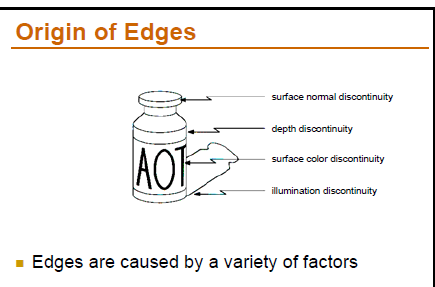 Origin of Edges
surface normal discontinuity
depth discontinuity
surface color discontinuity
illumination discontinuity
AOT
Edges are caused by a variety of factors